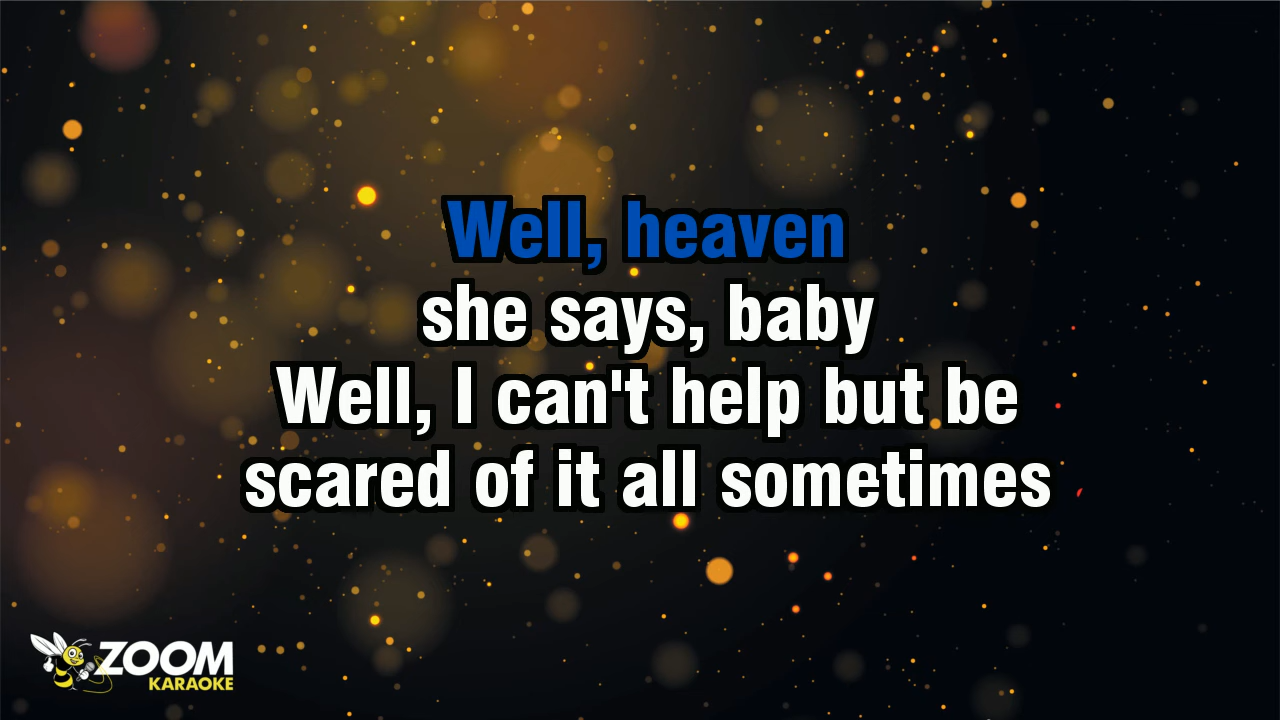 Well, heaven
she says, baby
Well, I can't help but be
scared of it all sometimes
ZOOM
KARAOKE